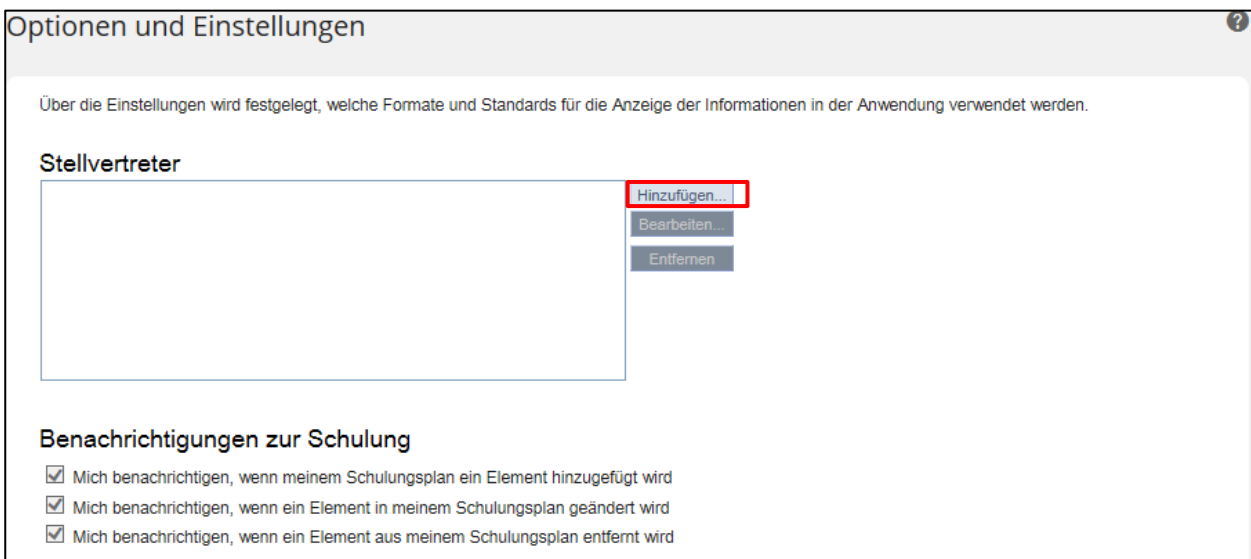 Optionen und Einstellungen
?
Über die Einstellungen wird festgelegt, welche Formate und Standards für die Anzeige der Informationen in der Anwendung verwendet werden.
Stellvertreter
Hinzufügen...
Bearbeiten...
Entfernen
Benachrichtigungen zur Schulung
Mich benachrichtigen, wenn meinem Schulungsplan ein Element hinzugefügt wird
Mich benachrichtigen, wenn ein Element in meinem Schulungsplan geändert wird
Mich benachrichtigen, wenn ein Element aus meinem Schulungsplan entfernt wird